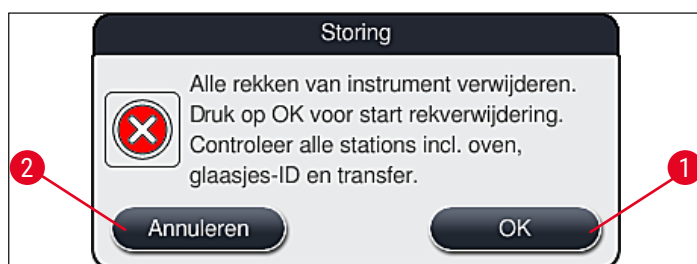 Storing
Alle rekken van instrument verwijderen.
Druk op OK voor start rekverwijdering.
Controleer alle stations incl. oven,
glaasjes-ID en transfer.
2
1
Annuleren
OK